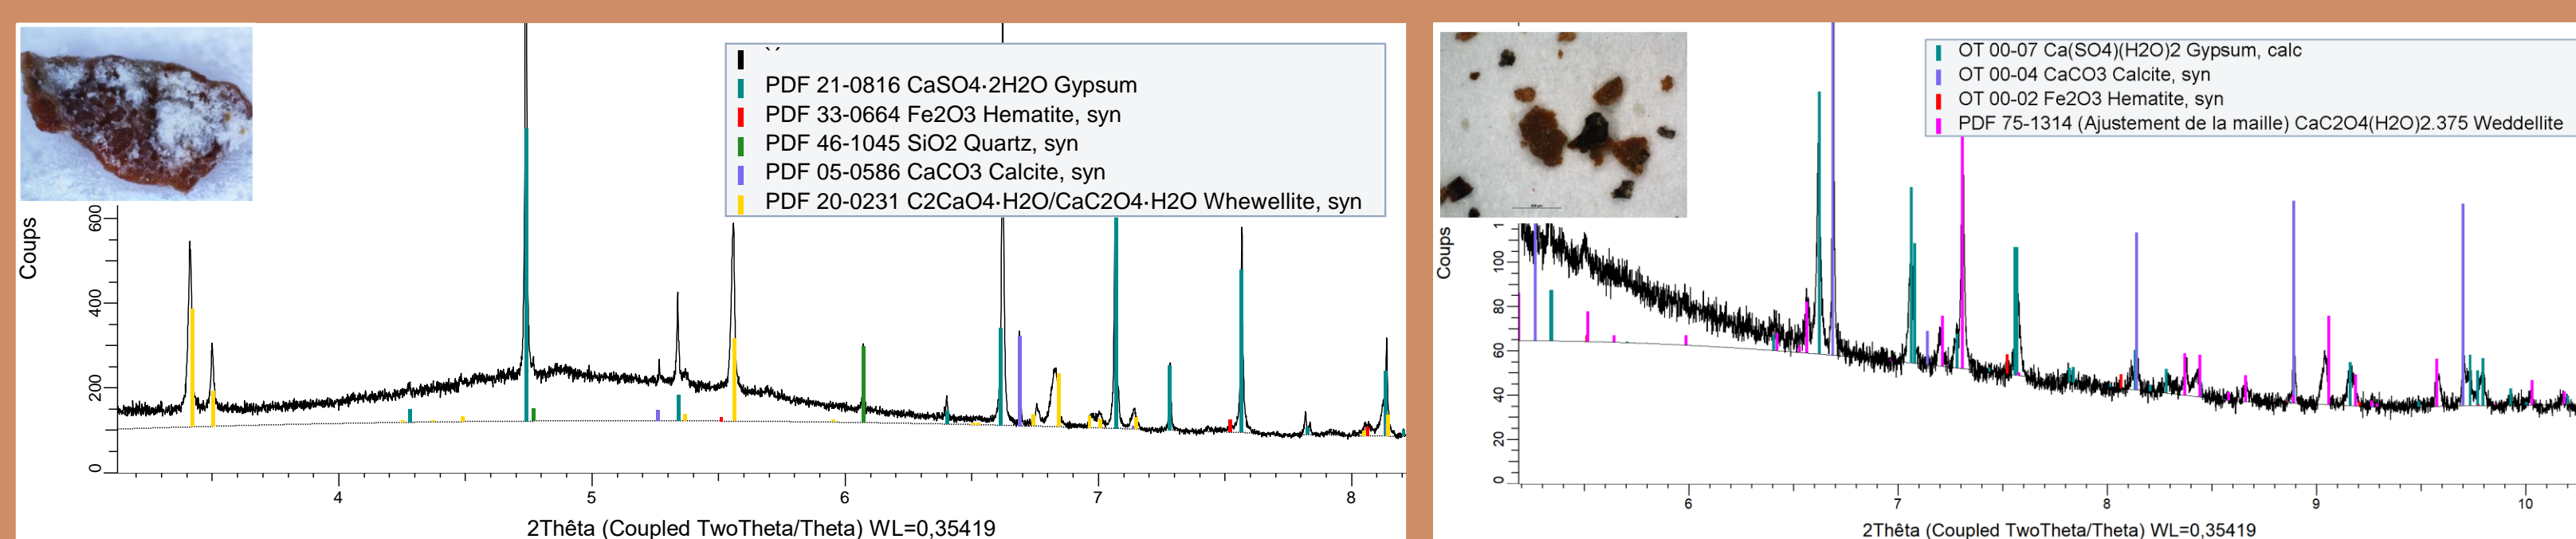 PDF 21-0816 CaSO4·2H2O Gypsum
PDF 33-0664 Fe2O3 Hematite, syn
PDF 46-1045 SiO2 Quartz, syn
PDF 05-0586 CaCO3 Calcite, syn
PDF 20-0231 C2CaO4·H2O/CaC2O4·H2O Whewellite, syn
Coups
600
400
200
0
4 5 6 7 8
2Thêta (Coupled TwoTheta/Theta) WL=0,35419
OT 00-07 Ca(SO4)(H2O)2 Gypsum, calc
OT 00-04 CaCO3 Calcite, syn
OT 00-02 Fe2O3 Hematite, syn
PDF 75-1314 (Ajustement de la maille) CaC2O4(H2O)2.375 Weddellite
Coups
100
80
60
40
20
0
6 7 8 9 10
2Thêta (Coupled TwoTheta/Theta) WL=0,35419